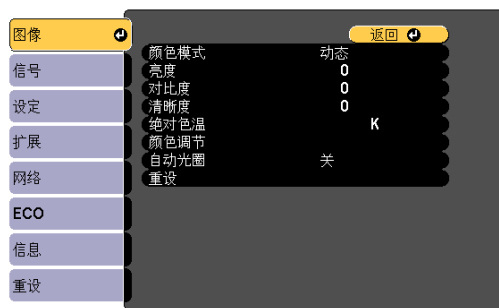 图像
信号
设定
扩展
网络
ECO
信息
重设
返回
颜色模式 动态
亮度 0
对比度 0
清晰度 0
绝对色温 K
颜色调节
自动光圈 关
重设